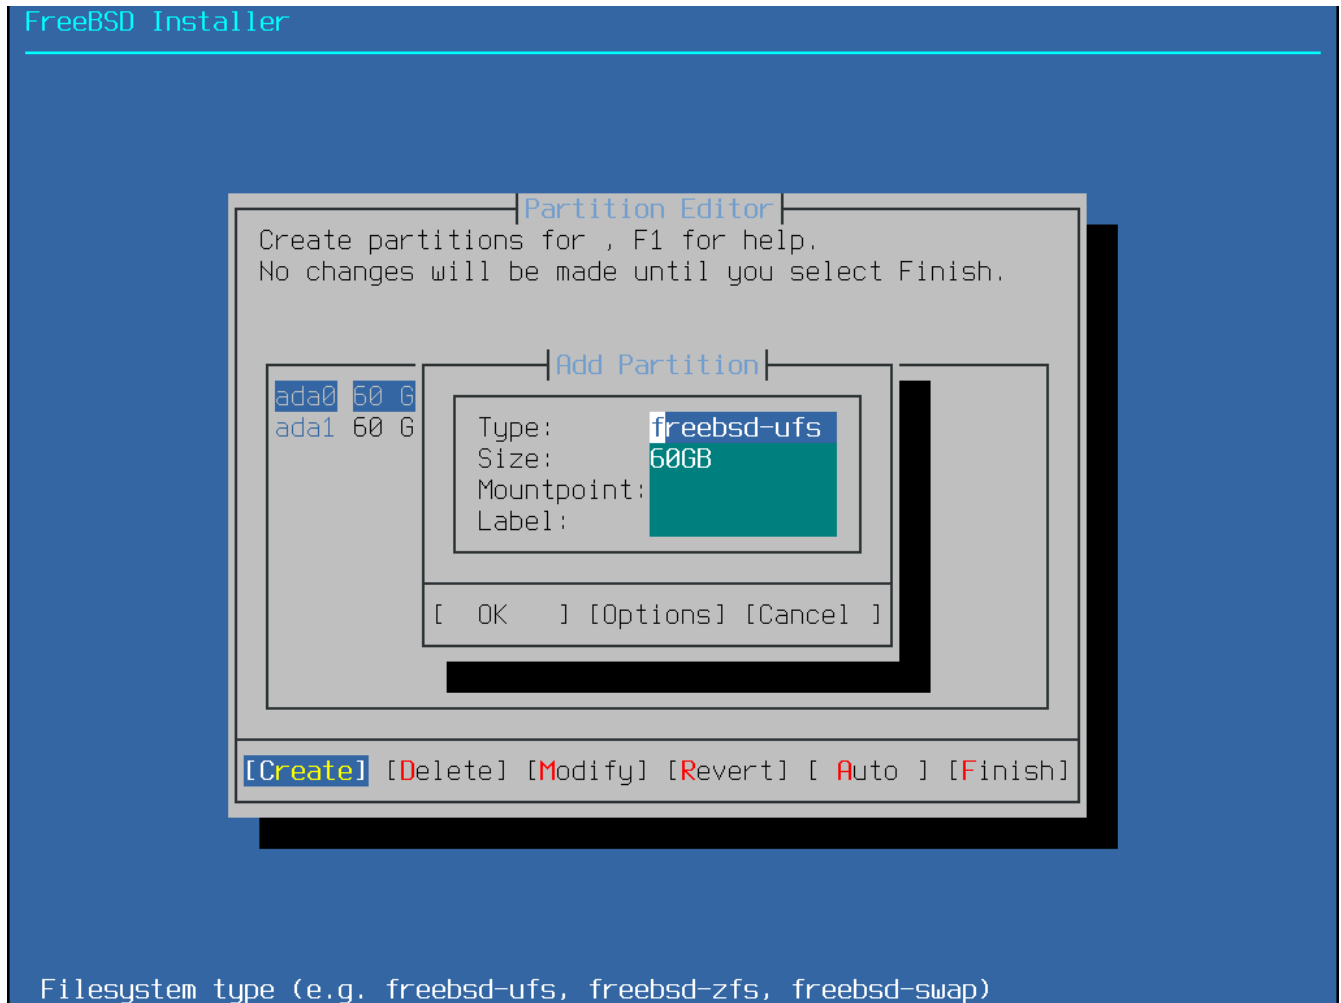 FreeBSD Installer
Partition Editor
Create partitions for , F1 for help.
No changes will be made until you select Finish.
Add Partition
ada0 60 G
ada1 60 G
Type: freebsd-ufs
Size: 60GB
Mountpoint:
Label:
[ OK ] [Options] [Cancel ]
[Create] [Delete] [Modify] [Revert] [ Auto ] [Finish]
Filesystem type (e.g. freebsd-ufs, freebsd-zfs, freebsd-swap)